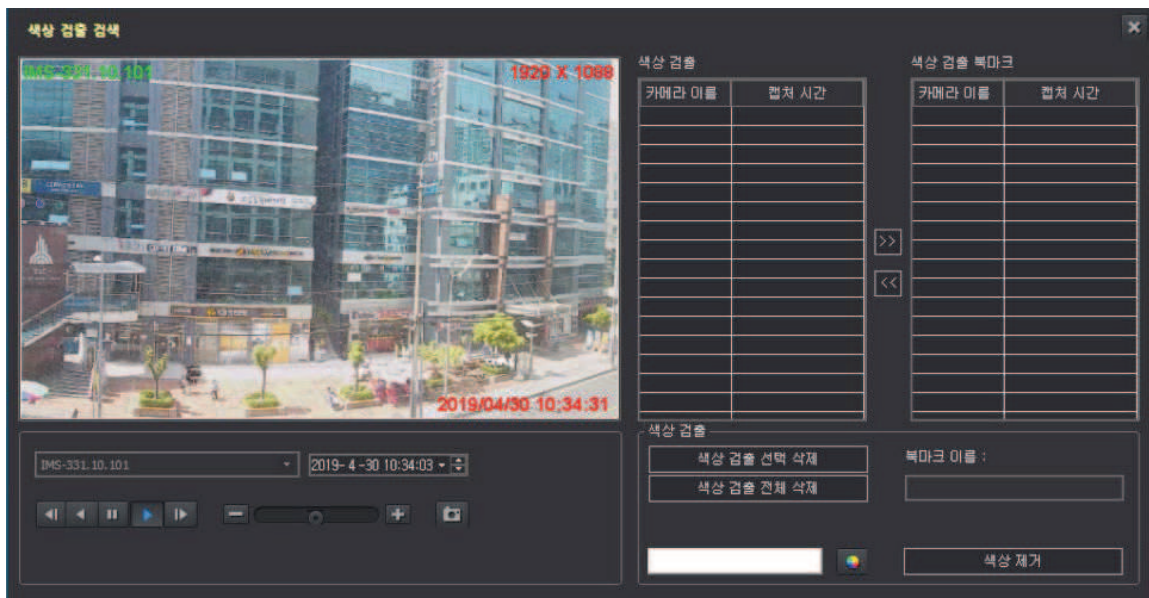 색상 검출 검색
IMS-331.10.101
1920 X 1088
2019/04/30 10:34:31
색상 검출
색상 검출 북마크
카메라 이름 캡쳐 시간
카메라 이름 캡쳐 시간
>>
<<
IMS-331.10.101
2019- 4 -30 10:34:03
색상 검출
색상 검출 선택 삭제
색상 검출 전체 삭제
북마크 이름 :
색상 제거